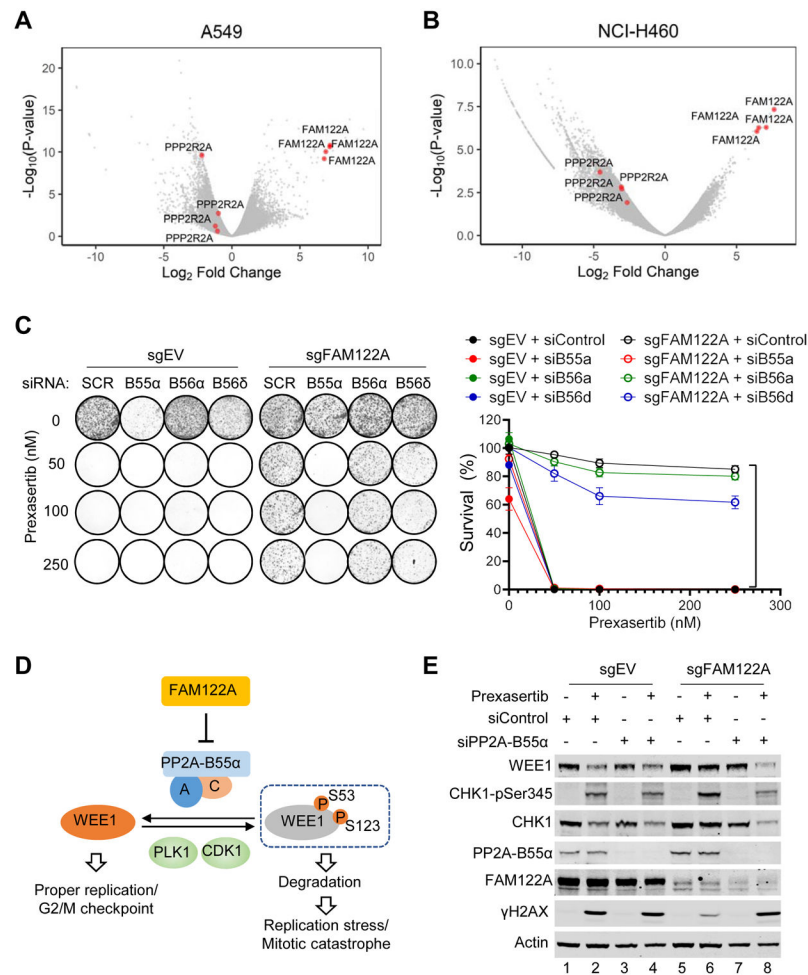 A
A549
-Log10(P-value)
20
15
10
5
0
FAM122A
FAM122A
FAM122A
FAM122A
PPP2R2A
PPP2R2A
PPP2R2A
PPP2R2A
-10
-5
0
5
10
Log2 Fold Change
B
NCI-H460
-Log10(P-value)
10.0
7.5
5.0
2.5
0.0
FAM122A
FAM122A
FAM122A
FAM122A
PPP2R2A
PPP2R2A
PPP2R2A
PPP2R2A
-10
-5
0
5
Log2 Fold Change
C
sgEV sgFAM122A
siRNA: SCR B55α B56α B56δ SCR B55α B56α B56δ
Prexasertib (nM)
0
50
100
250
sgEV + siControl
sgEV + siB55a
sgEV + siB56a
sgEV + siB56d
sgFAM122A + siControl
sgFAM122A + siB55a
sgFAM122A + siB56a
sgFAM122A + siB56d
Survival (%)
120
100
80
60
40
20
0
0 100 200 300
Prexasertib (nM)
D
FAM122A
PP2A-B55α
A C
WEE1
PLK1 CDK1
WEE1
P S53
P S123
Proper replication/
G2/M checkpoint
Degradation
Replication stress/
Mitotic catastrophe
E
sgEV sgFAM122A
Prexasertib - + - + - + - +
siControl + + - - + + - -
siPP2A-B55α - - + + - - + +
WEE1
CHK1-pSer345
CHK1
PP2A-B55α
FAM122A
γH2AX
Actin
1 2 3 4 5 6 7 8